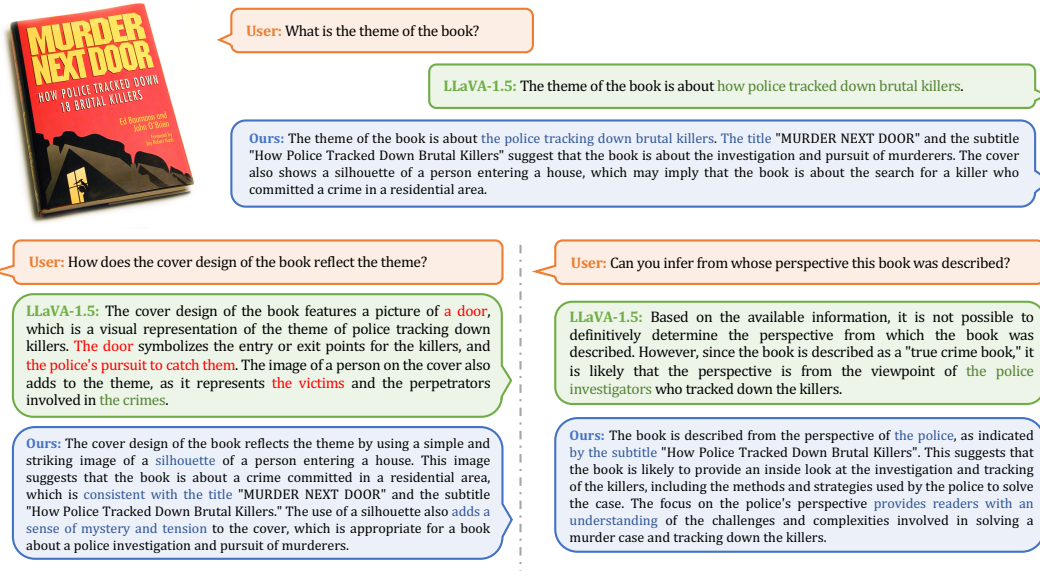 MURDER
NEXT DOOR
HOW POLICE TRACKED DOWN
18 BRUTAL KILLERS
Ed Baumann and
John O'Brien
Foreword by
User: What is the theme of the book?
LLaVA-1.5: The theme of the book is about how police tracked down brutal killers.
Ours: The theme of the book is about the police tracking down brutal killers. The title "MURDER NEXT DOOR" and the subtitle
"How Police Tracked Down Brutal Killers" suggest that the book is about the investigation and pursuit of murderers. The cover
also shows a silhouette of a person entering a house, which may imply that the book is about the search for a killer who
committed a crime in a residential area.
User: How does the cover design of the book reflect the theme?
LLaVA-1.5: The cover design of the book features a picture of a door,
which is a visual representation of the theme of police tracking down
killers. The door symbolizes the entry or exit points for the killers, and
the police's pursuit to catch them. The image of a person on the cover also
adds to the theme, as it represents the victims and the perpetrators
involved in the crimes.
Ours: The cover design of the book reflects the theme by using a simple and
striking image of a silhouette of a person entering a house. This image
suggests that the book is about a crime committed in a residential area,
which is consistent with the title "MURDER NEXT DOOR" and the subtitle
"How Police Tracked Down Brutal Killers." The use of a silhouette also adds a
sense of mystery and tension to the cover, which is appropriate for a book
about a police investigation and pursuit of murderers.
User: Can you infer from whose perspective this book was described?
LLaVA-1.5: Based on the available information, it is not possible to
definitively determine the perspective from which the book was
described. However, since the book is described as a "true crime book," it
is likely that the perspective is from the viewpoint of the police
investigators who tracked down the killers.
Ours: The book is described from the perspective of the police, as indicated
by the subtitle "How Police Tracked Down Brutal Killers". This suggests that
the book is likely to provide an inside look at the investigation and tracking
of the killers, including the methods and strategies used by the police to solve
the case. The focus on the police's perspective provides readers with an
understanding of the challenges and complexities involved in solving a
murder case and tracking down the killers.